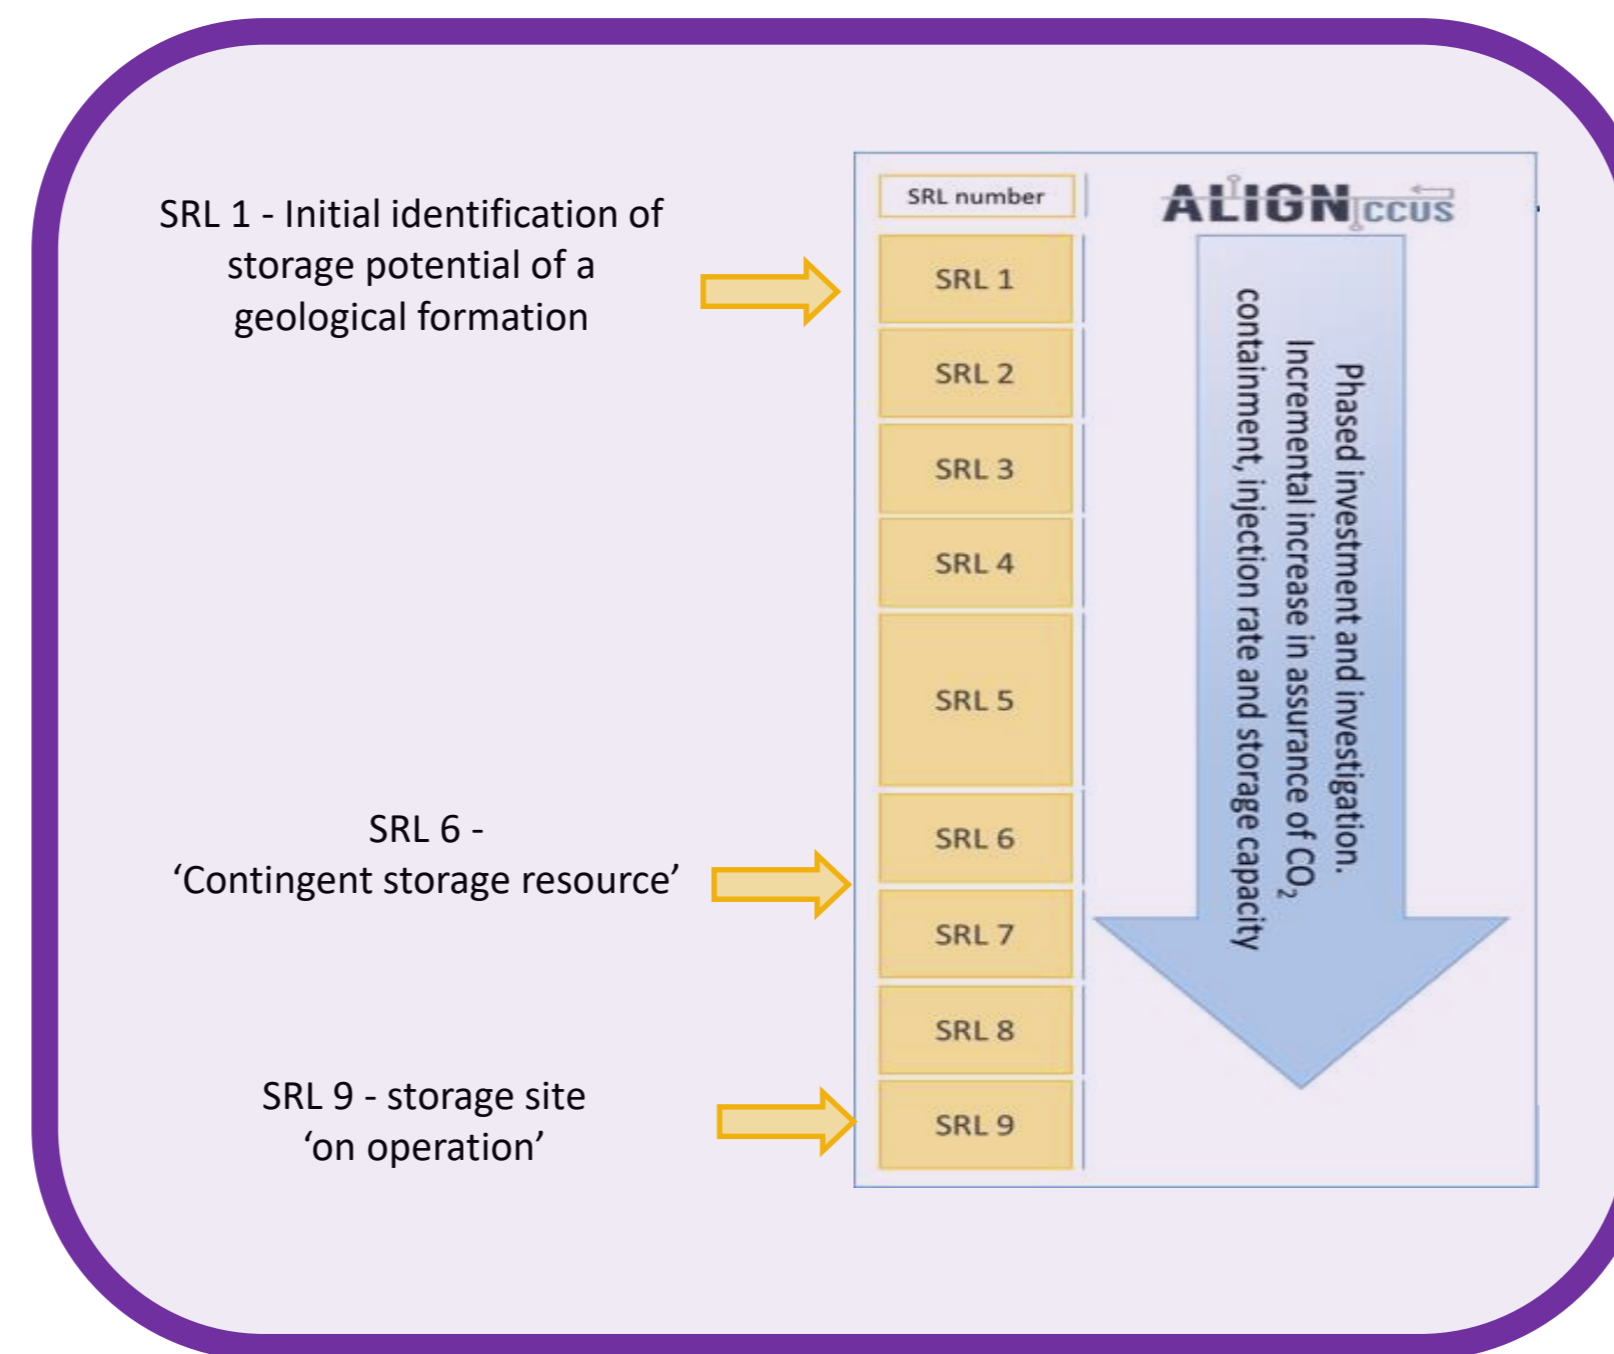 SRL 1 - Initial identification of
storage potential of a
geological formation
SRL 6 -
‘Contingent storage resource’
SRL 9 - storage site
‘on operation’
SRL number
SRL 1
SRL 2
SRL 3
SRL 4
SRL 5
SRL 6
SRL 7
SRL 8
SRL 9
ALIGN CCUS
Phased investment and investigation.
Incremental increase in assurance of CO₂
containment, injection rate and storage capacity